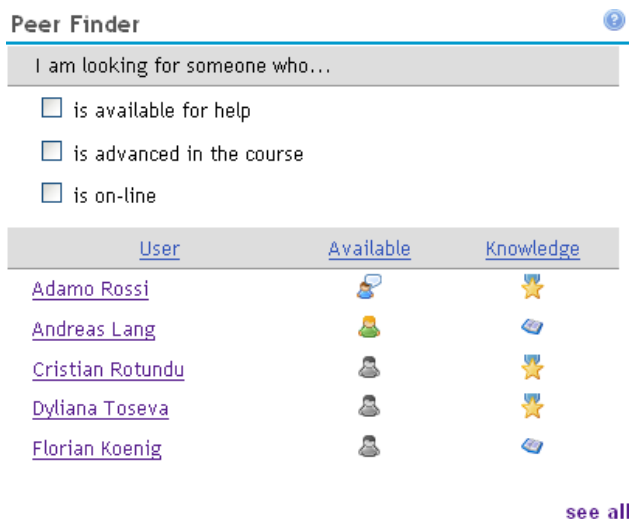 Peer Finder
?
I am looking for someone who...
is available for help
is advanced in the course
is on-line
User Available Knowledge
Adamo Rossi
Andreas Lang
Cristian Rotundu
Dyliana Toseva
Florian Koenig
see all